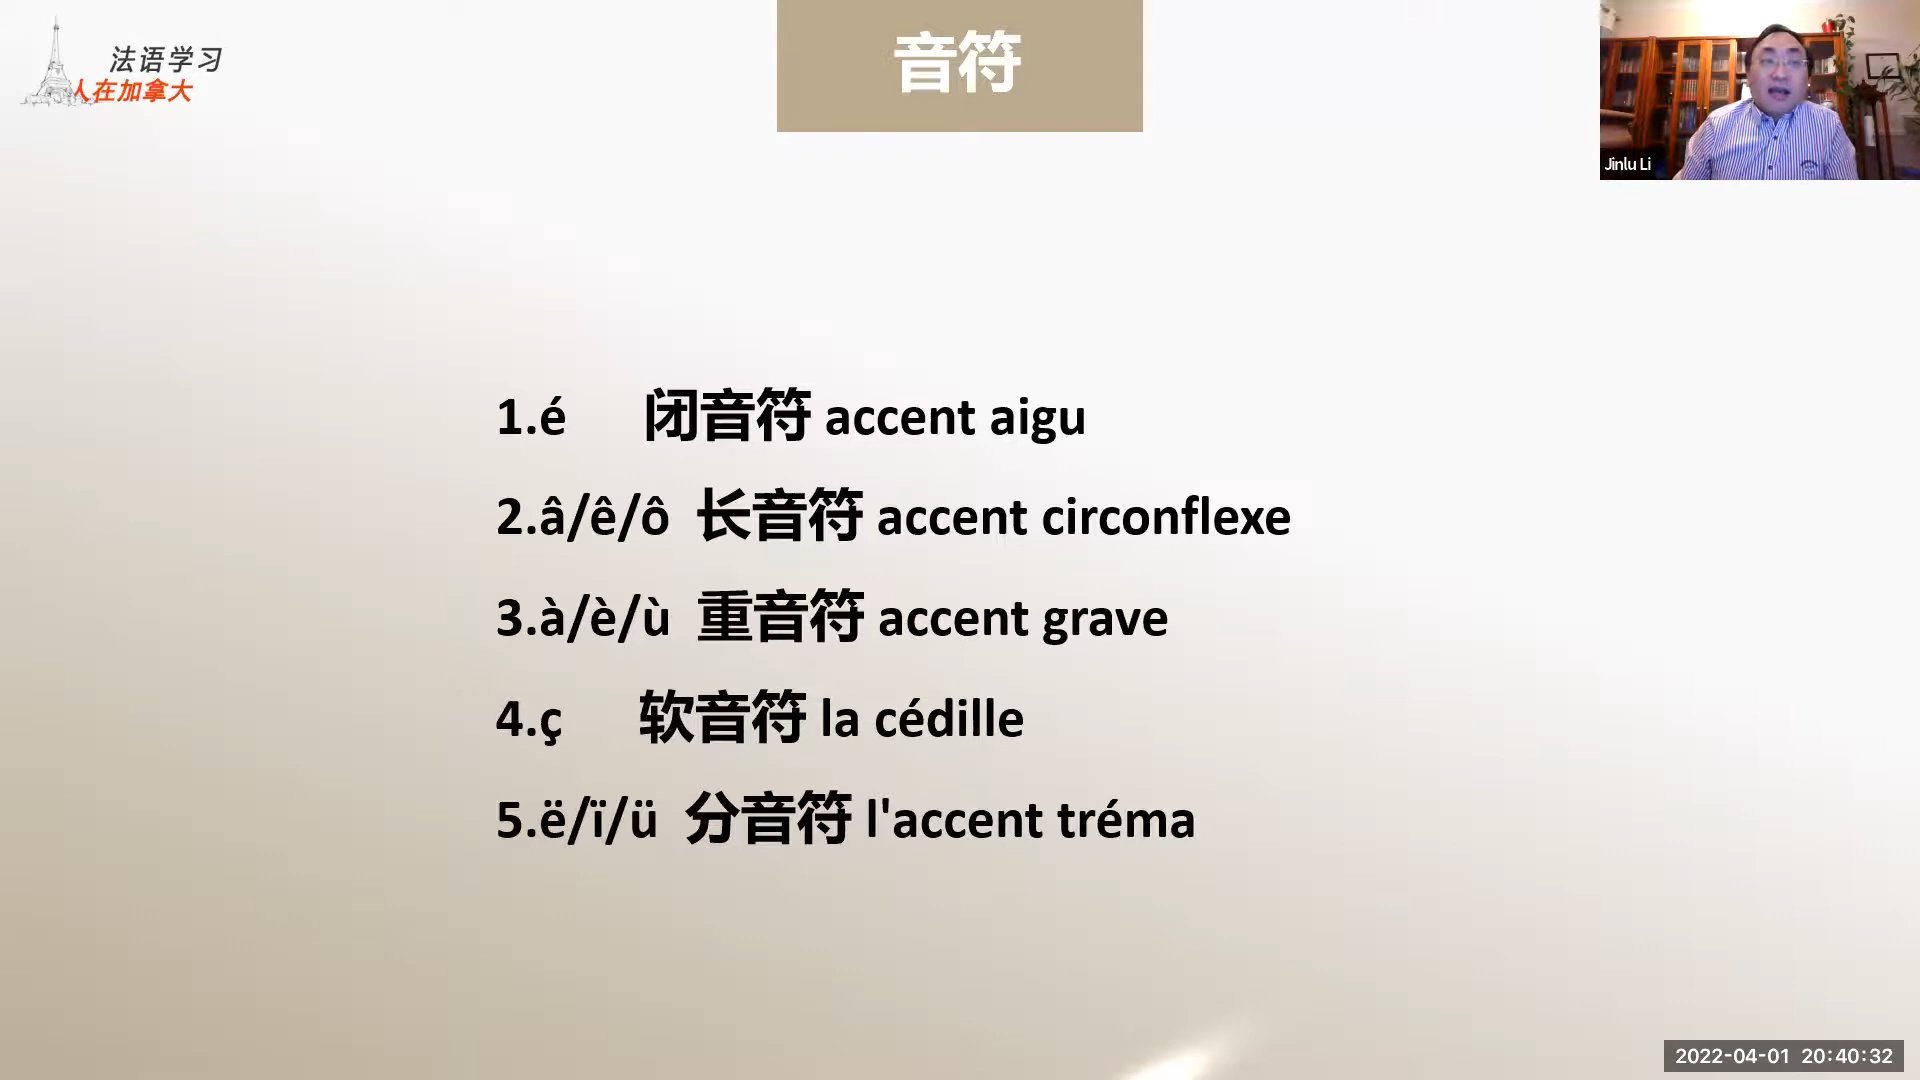 法语学习
人在加拿大
音符
Jinlu Li
1.é 闭音符 accent aigu
2.â/ê/ô 长音符 accent circonflexe
3.à/è/ù 重音符 accent grave
4.ç 软音符 la cédille
5.ë/ï/ü 分音符 l'accent tréma
2022-04-01 20:40:32